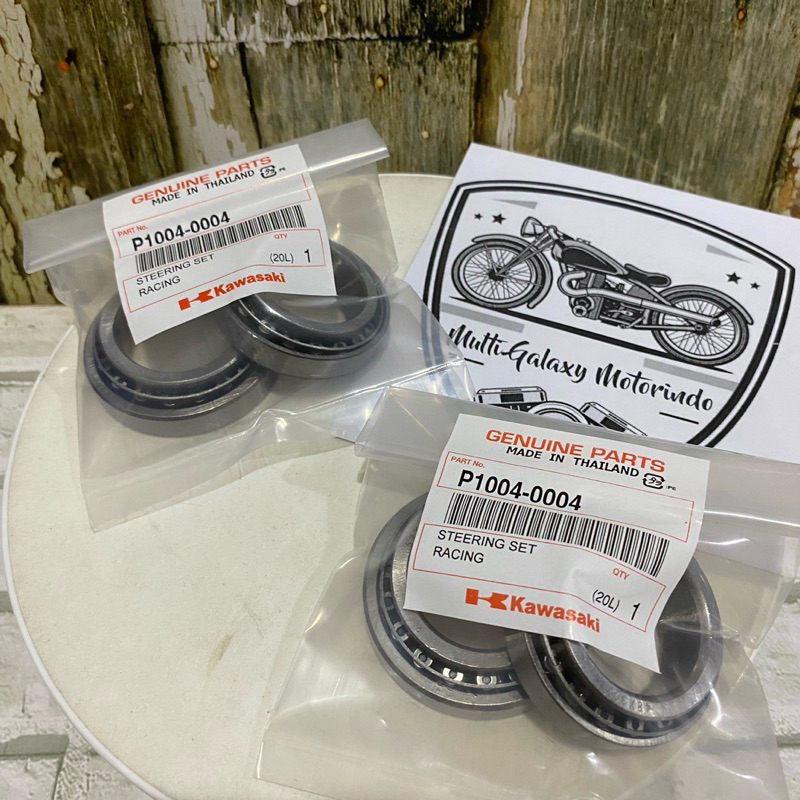 GENUINE PARTS
MADE IN THAILAND
PART No.
P1004-0004
STEERING SET
RACING
QTY
(20L) 1
Kawasaki
Multi-Galaxy Motorindo
GENUINE PARTS
MADE IN THAILAND
PART No.
P1004-0004
STEERING SET
RACING
QTY
(20L) 1
Kawasaki